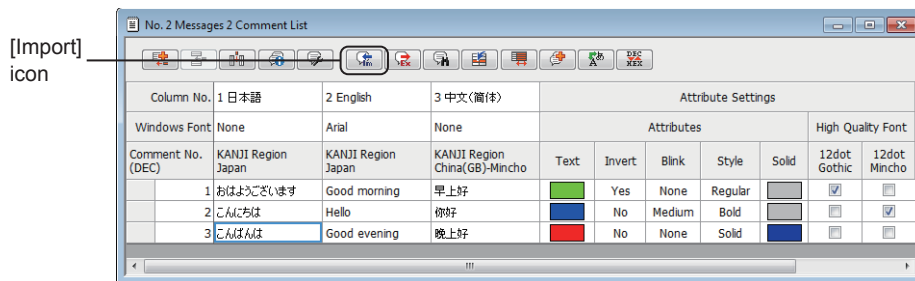 No. 2 Messages 2 Comment List
[Import]
icon
Im Ex
DEC
HEX
Column No. 1 日本語 2 English 3 中文(简体) Attribute Settings
Windows Font None Arial None Attributes High Quality Font
Comment No.
(DEC) KANJI Region
Japan KANJI Region
Japan KANJI Region
China(GB)-Mincho Text Invert Blink Style Solid 12dot
Gothic 12dot
Mincho
1 おはようございます Good morning 早上好 Yes None Regular
2 こんにちは Hello 你好 No Medium Bold
3 こんばんは Good evening 晚上好 No None Solid